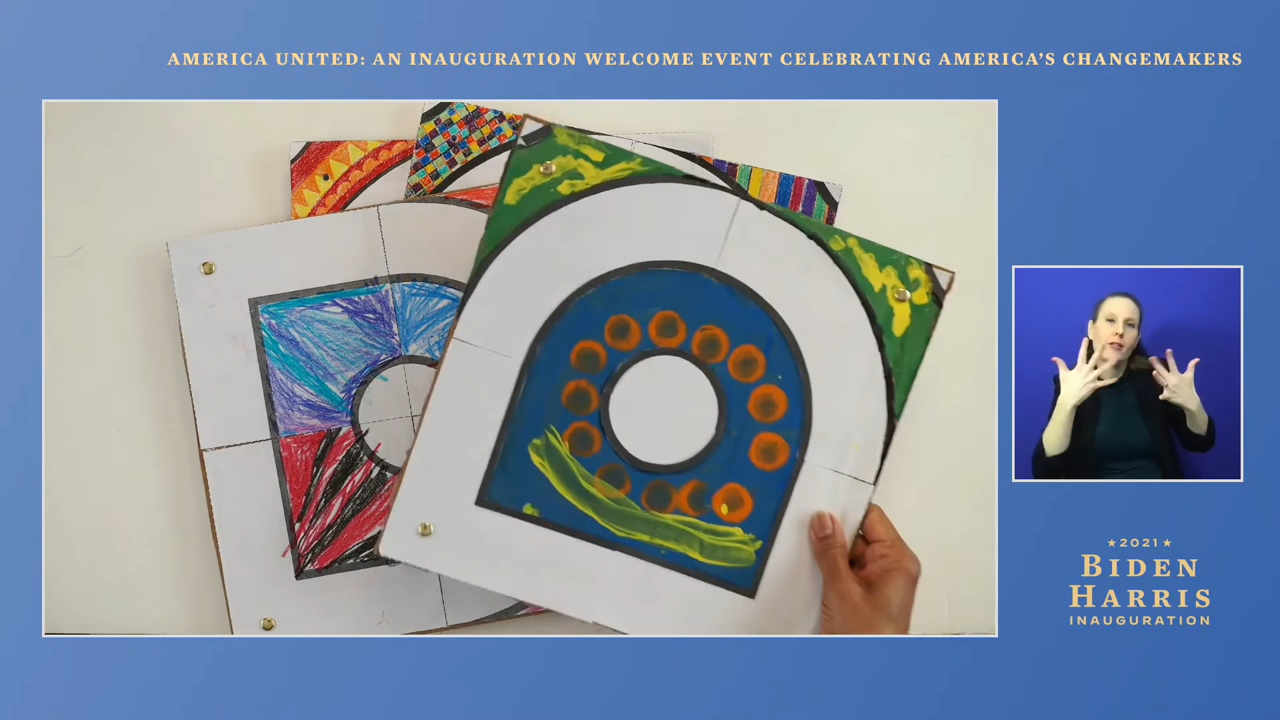 AMERICA UNITED: AN INAUGURATION WELCOME EVENT CELEBRATING AMERICA'S CHANGEMAKERS
★2021★
BIDEN
HARRIS
INAUGURATION